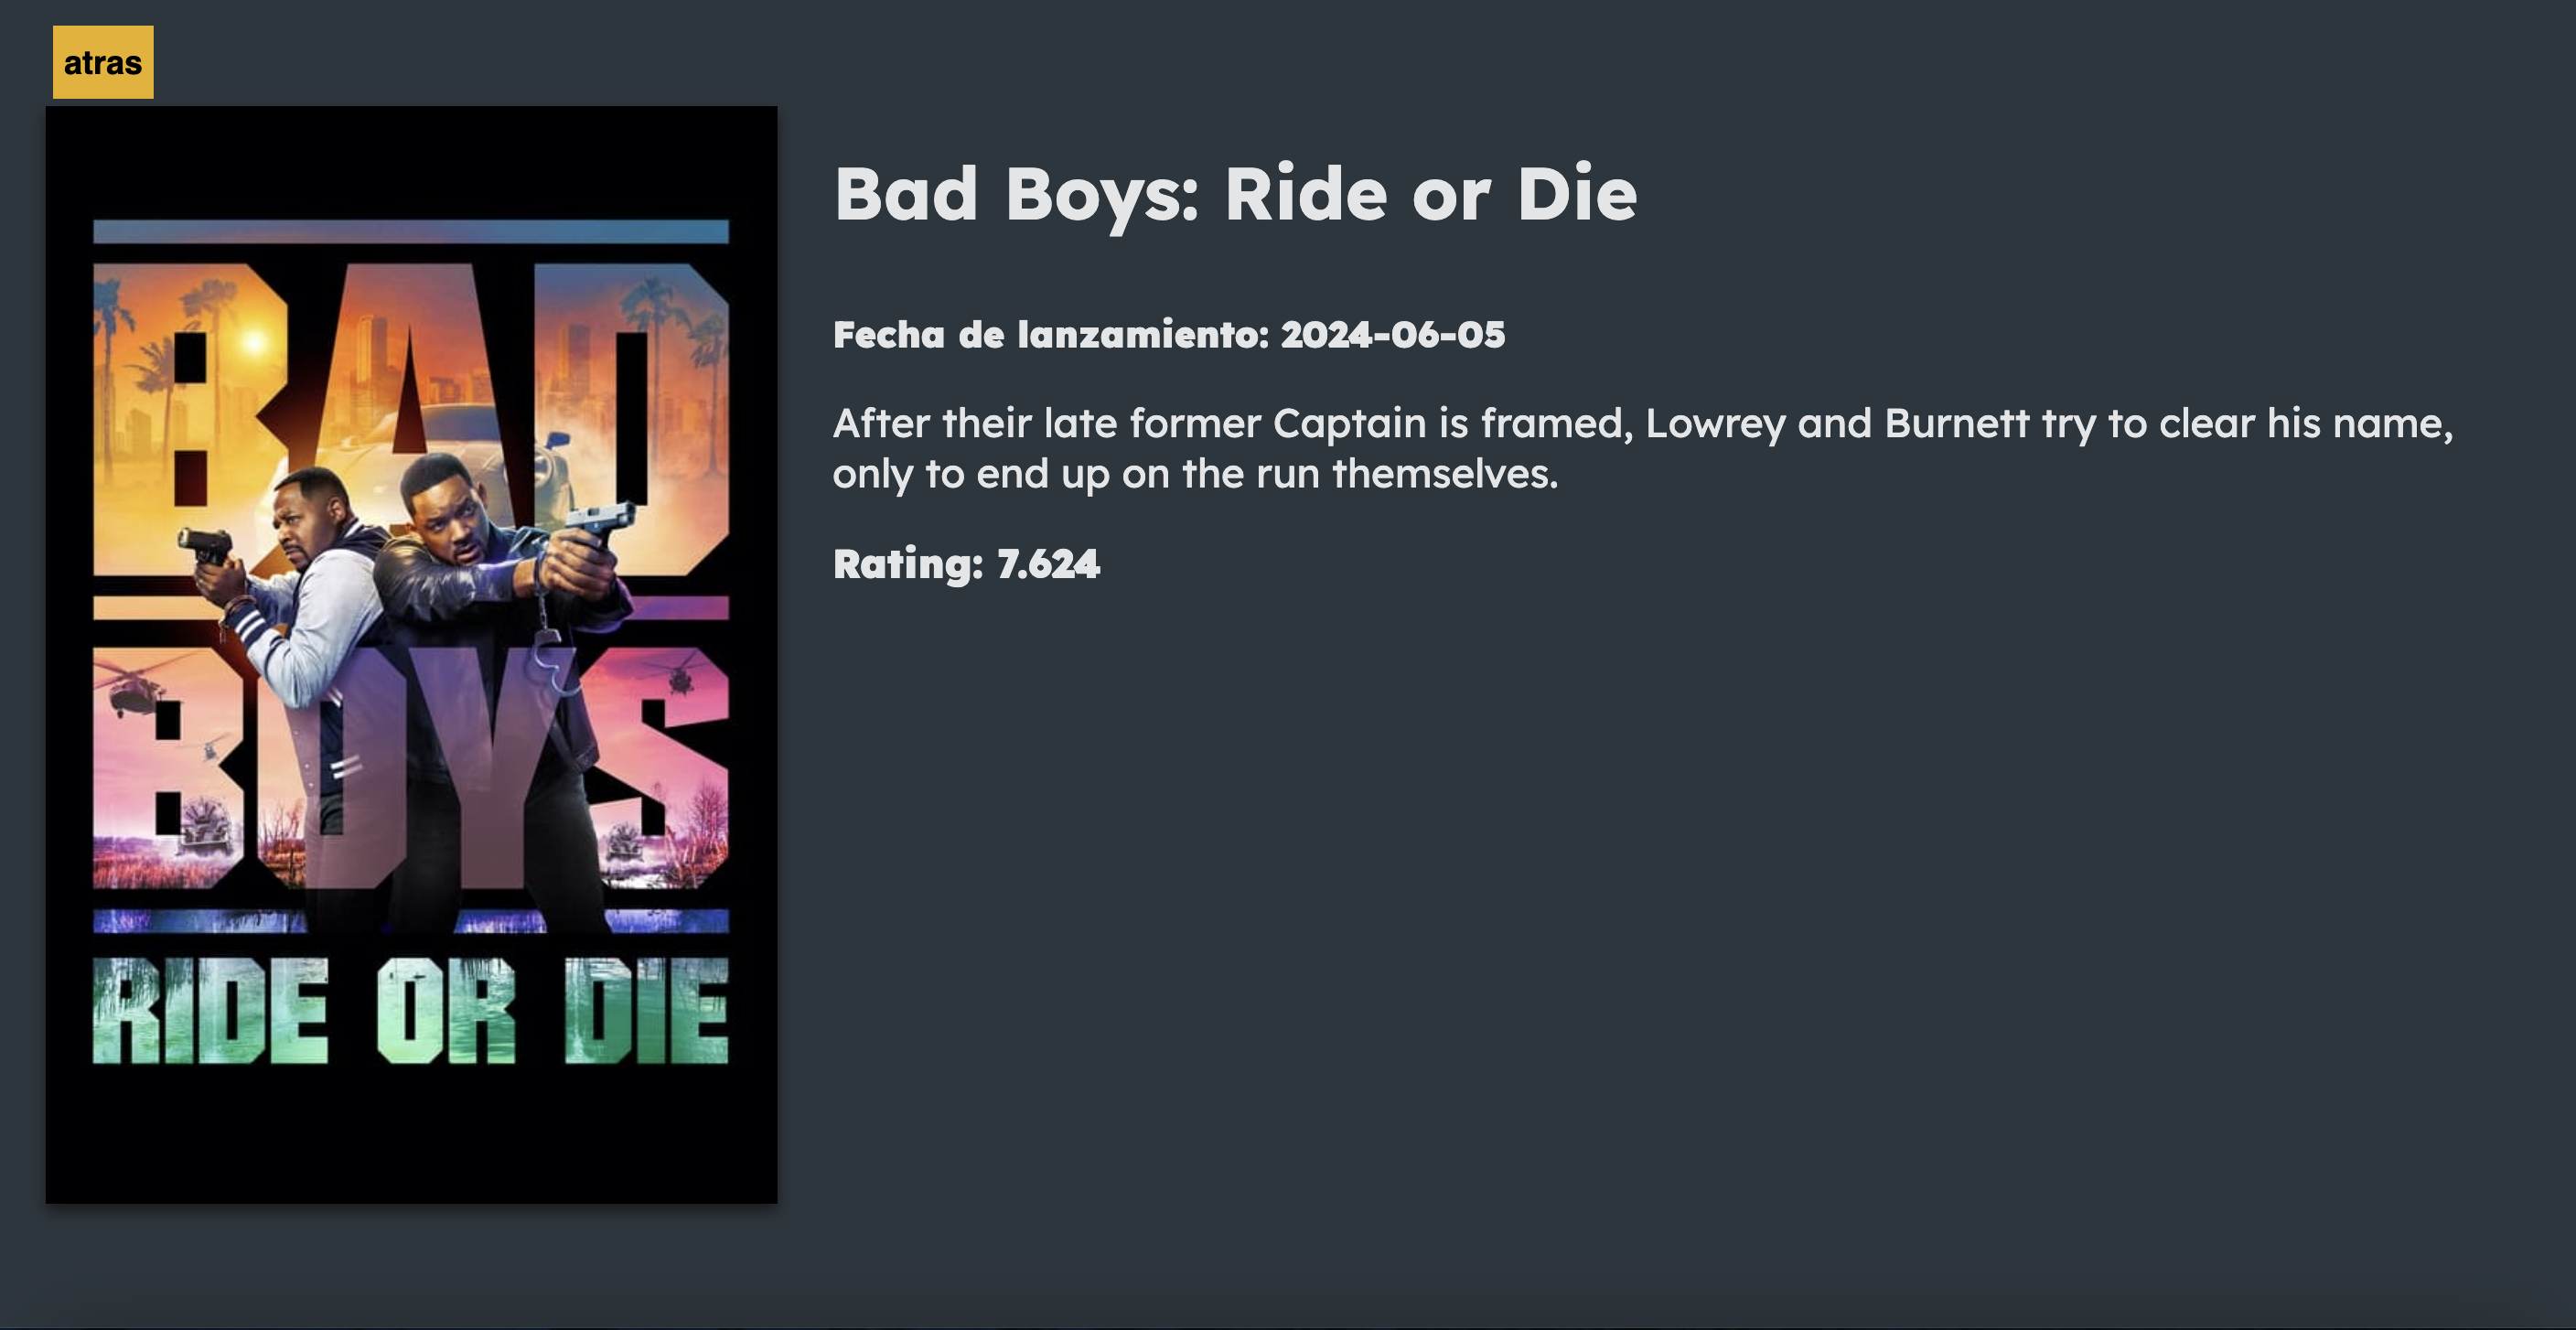 atras
BAD
BOYS
RIDE OR DIE
Bad Boys: Ride or Die
Fecha de lanzamiento: 2024-06-05
After their late former Captain is framed, Lowrey and Burnett try to clear his name,
only to end up on the run themselves.
Rating: 7.624